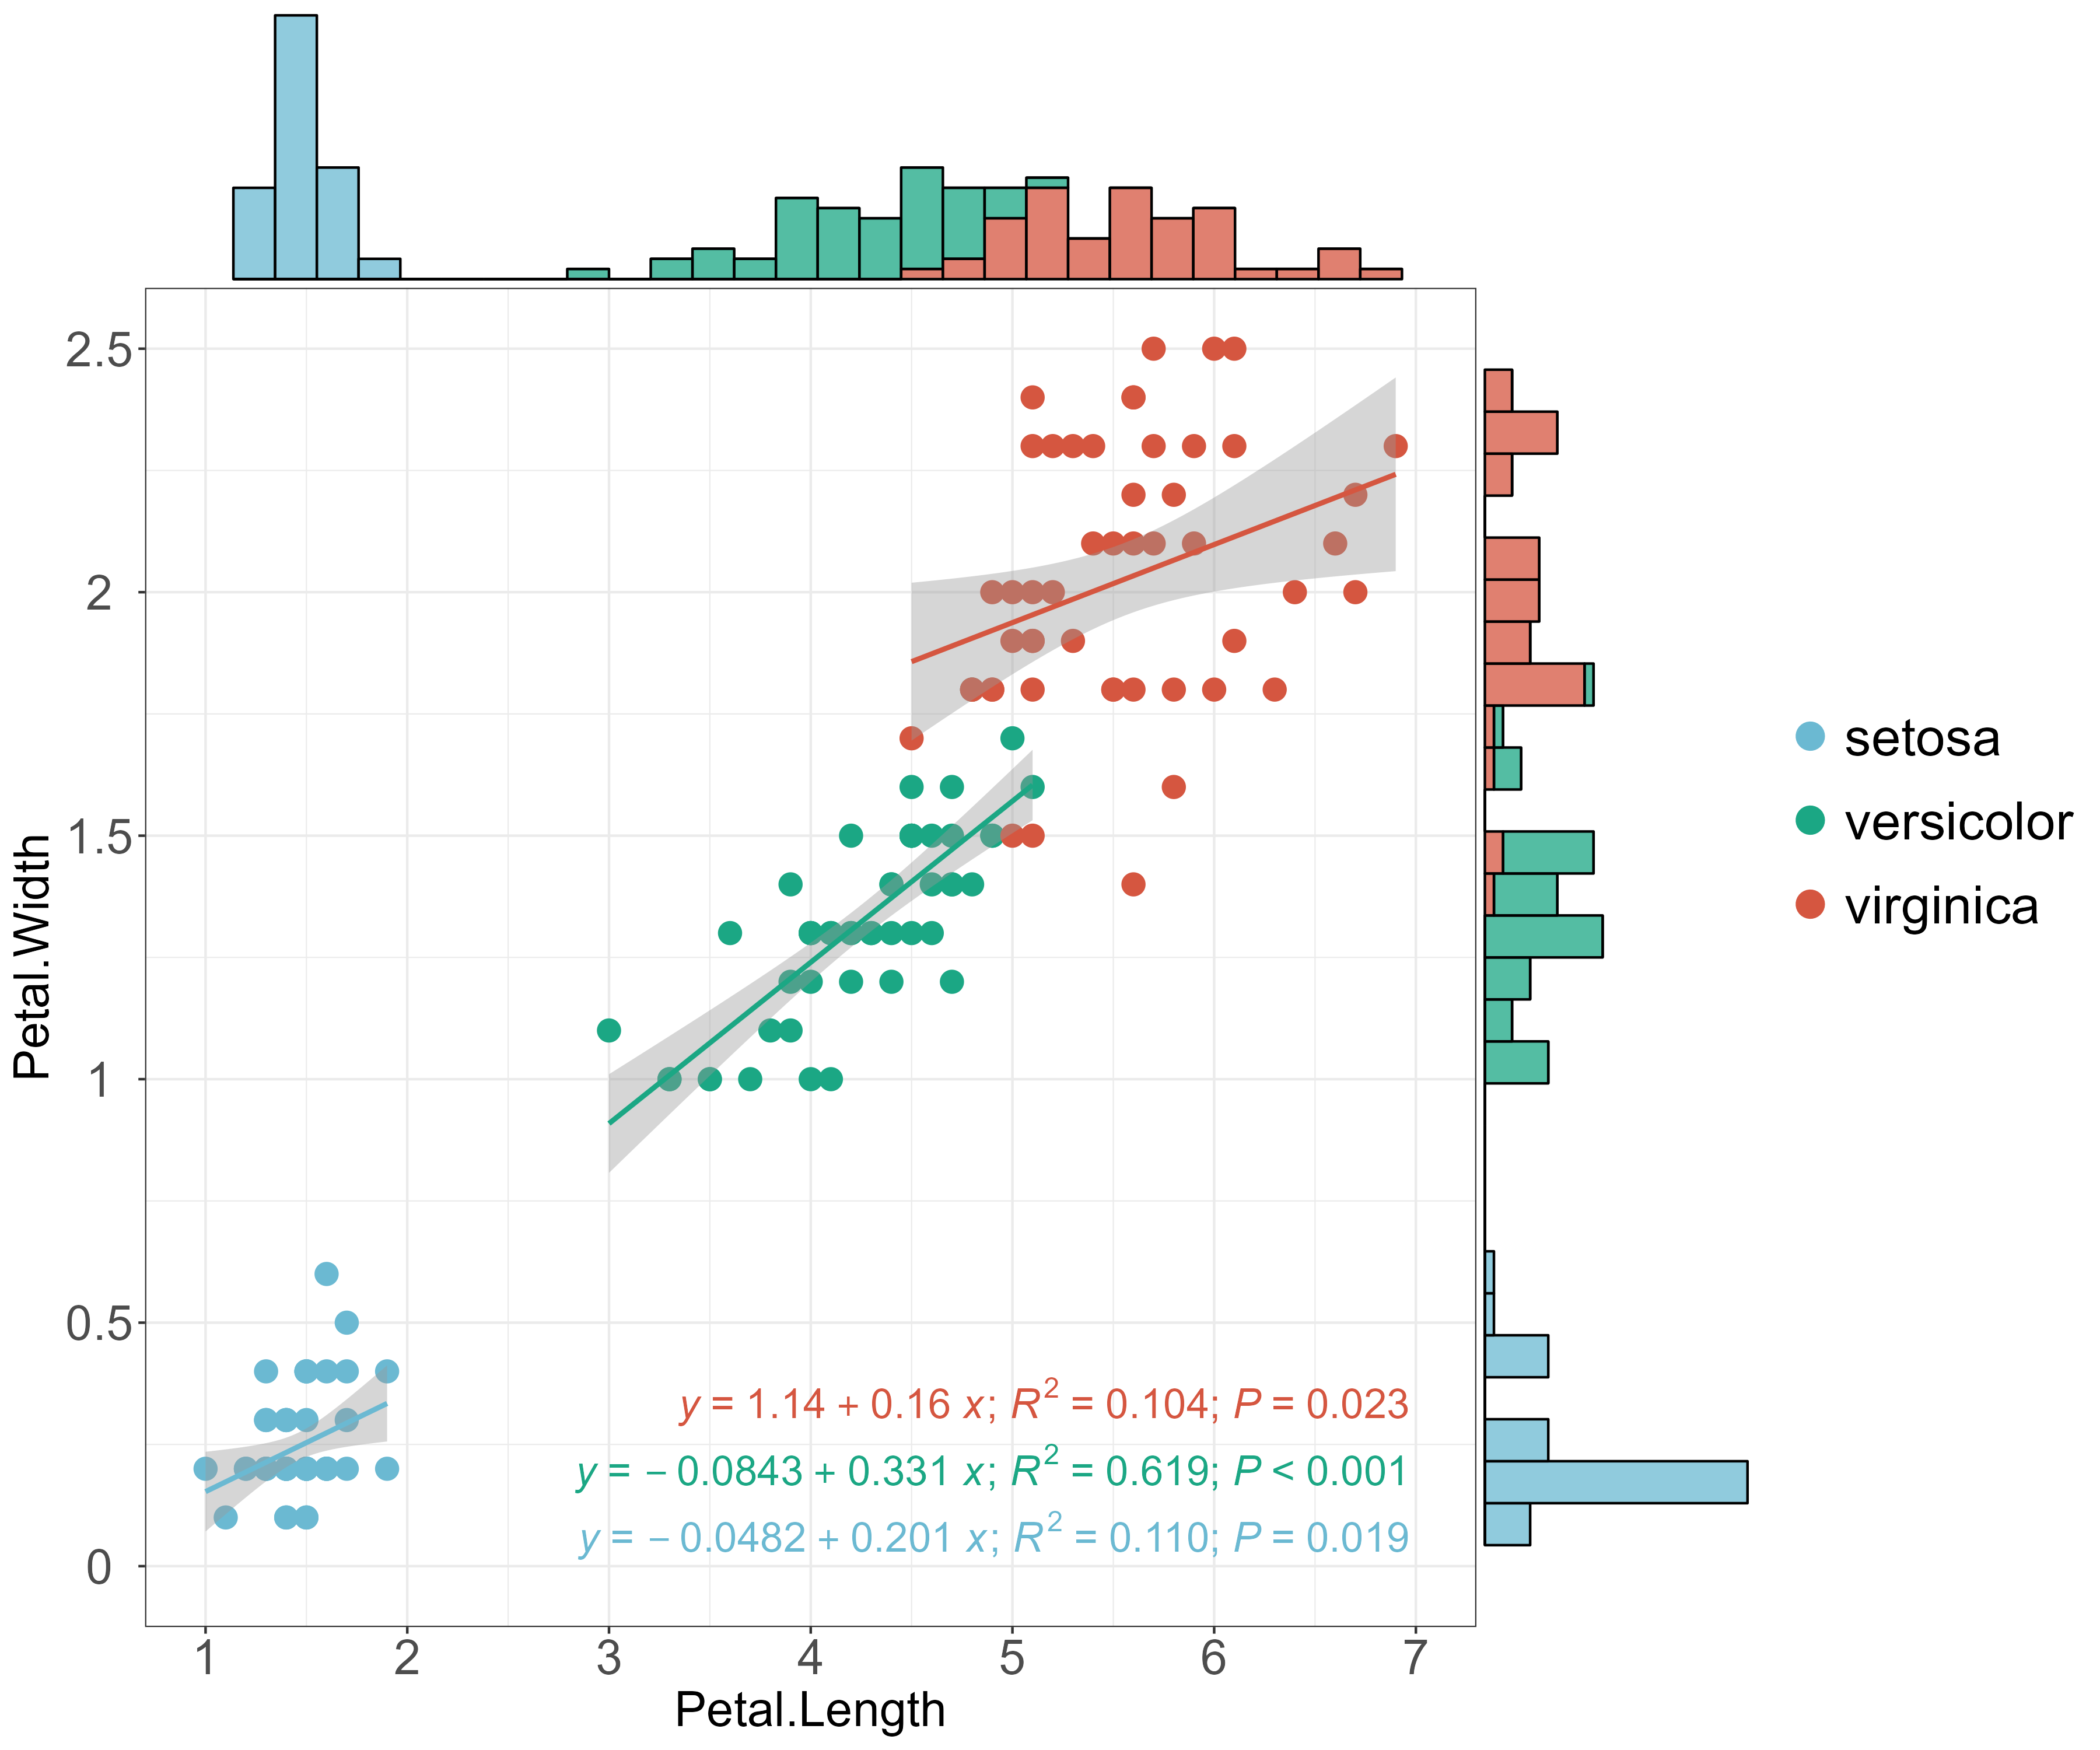 2.5
2
1.5
1
0.5
0
Petal.Width
y = 1.14 + 0.16 x; R² = 0.104; P = 0.023
y = − 0.0843 + 0.331 x; R² = 0.619; P < 0.001
y = − 0.0482 + 0.201 x; R² = 0.110; P = 0.019
1 2 3 4 5 6 7
Petal.Length
setosa
versicolor
virginica